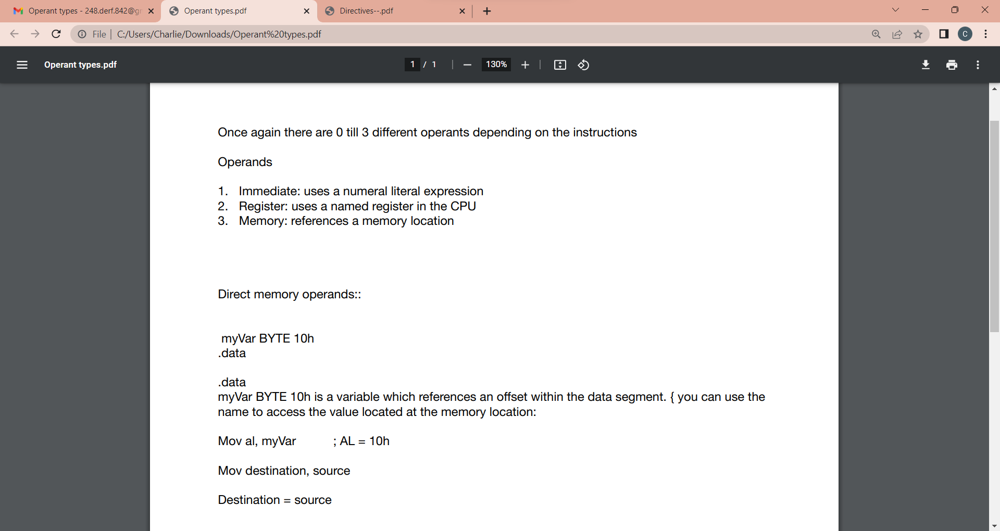 Operant types - 248.derf.842@gm
Operant types.pdf
Directives--.pdf
File
C:/Users/Charlie/Downloads/Operant%20types.pdf
C
Operant types.pdf
1 / 1
130%
Once again there are 0 till 3 different operants depending on the instructions
Operands
1. Immediate: uses a numeral literal expression
2. Register: uses a named register in the CPU
3. Memory: references a memory location
Direct memory operands::
myVar BYTE 10h
.data
.data
myVar BYTE 10h is a variable which references an offset within the data segment. { you can use the
name to access the value located at the memory location:
Mov al, myVar ; AL = 10h
Mov destination, source
Destination = source